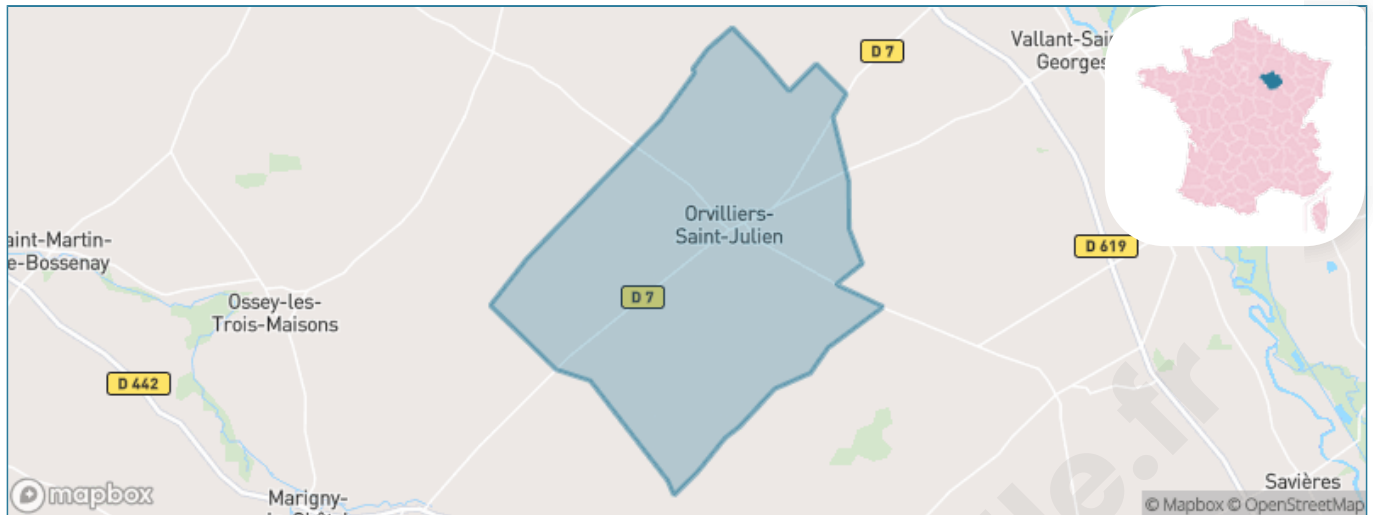 D 7
Vallant-Sai
Georges
Orvilliers-
Saint-Julien
D 619
aint-Martin-
e-Bossenay
D 7
Ossey-les-
Trois-Maisons
D 442
Marigny-
Savières
mapbox
© Mapbox © OpenStreetMap